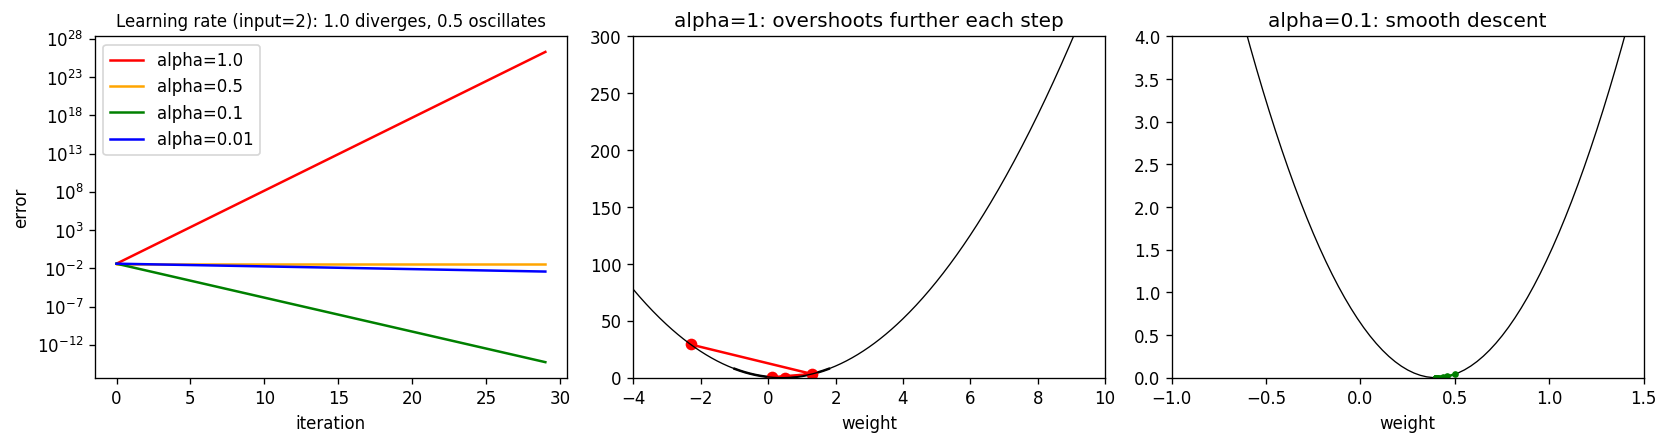 Learning rate (input=2): 1.0 diverges, 0.5 oscillates
error
10^28
10^23
10^18
10^13
10^8
10^3
10^-2
10^-7
10^-12
alpha=1.0
alpha=0.5
alpha=0.1
alpha=0.01
0 5 10 15 20 25 30
iteration
alpha=1: overshoots further each step
300
250
200
150
100
50
0
−4 −2 0 2 4 6 8 10
weight
alpha=0.1: smooth descent
4.0
3.5
3.0
2.5
2.0
1.5
1.0
0.5
0.0
−1.0 −0.5 0.0 0.5 1.0 1.5
weight